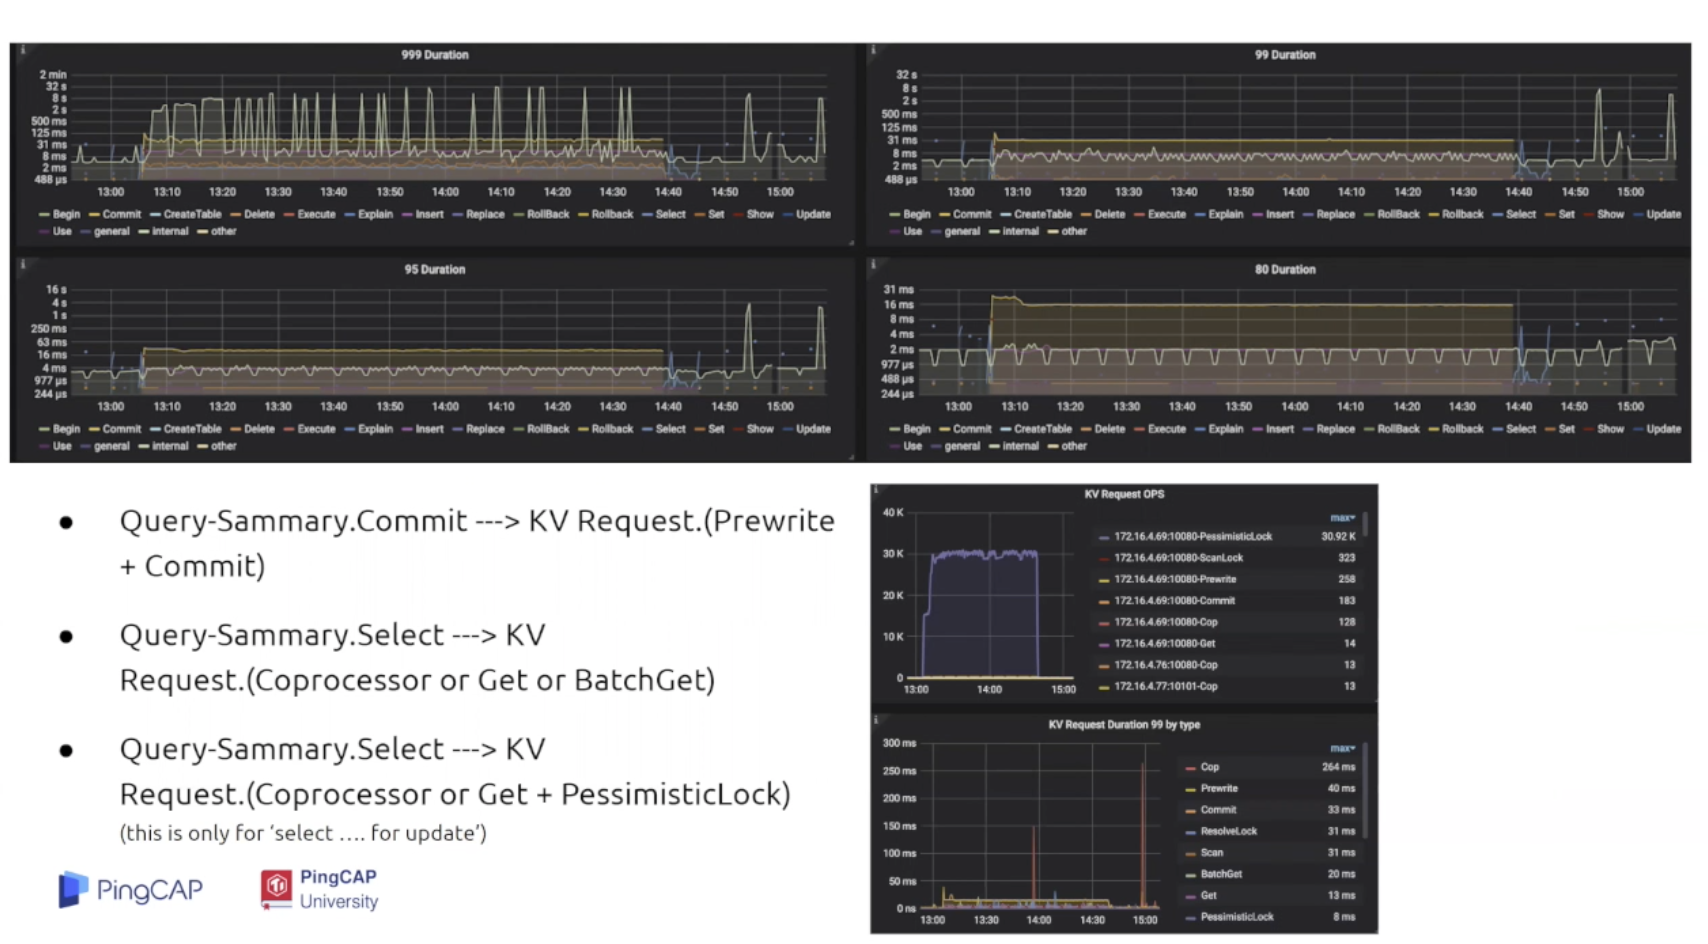 999 Duration
2 min
32 s
8 s
2 s
500 ms
125 ms
31 ms
8 ms
2 ms
488 µs
13:00 13:10 13:20 13:30 13:40 13:50 14:00 14:10 14:20 14:30 14:40 14:50 15:00
Begin Commit CreateTable Delete Execute Explain Insert Replace RollBack Rollback Select Set Show Update
Use general internal other
99 Duration
32 s
8 s
2 s
500 ms
125 ms
31 ms
8 ms
2 ms
488 µs
13:00 13:10 13:20 13:30 13:40 13:50 14:00 14:10 14:20 14:30 14:40 14:50 15:00
Begin Commit CreateTable Delete Execute Explain Insert Replace RollBack Rollback Select Set Show Update
Use general internal other
95 Duration
16 s
4 s
1 s
250 ms
63 ms
16 ms
4 ms
977 µs
244 µs
13:00 13:10 13:20 13:30 13:40 13:50 14:00 14:10 14:20 14:30 14:40 14:50 15:00
Begin Commit CreateTable Delete Execute Explain Insert Replace RollBack Rollback Select Set Show Update
Use general internal other
80 Duration
31 ms
16 ms
8 ms
4 ms
2 ms
977 µs
488 µs
244 µs
13:00 13:10 13:20 13:30 13:40 13:50 14:00 14:10 14:20 14:30 14:40 14:50 15:00
Begin Commit CreateTable Delete Execute Explain Insert Replace RollBack Rollback Select Set Show Update
Use general internal other
● Query-Sammary.Commit ---> KV Request.(Prewrite
+ Commit)
● Query-Sammary.Select ---> KV
Request.(Coprocessor or Get or BatchGet)
● Query-Sammary.Select ---> KV
Request.(Coprocessor or Get + PessimisticLock)
(this is only for ‘select .... for update’)
PingCAP
PingCAP
University
KV Request OPS
40 K
30 K
20 K
10 K
0
13:00 14:00 15:00
max
172.16.4.69:10080-PessimisticLock 30.92 K
172.16.4.69:10080-ScanLock 323
172.16.4.69:10080-Prewrite 258
172.16.4.69:10080-Commit 183
172.16.4.69:10080-Cop 128
172.16.4.69:10080-Get 14
172.16.4.76:10080-Cop 13
172.16.4.77:10101-Cop 13
KV Request Duration 99 by type
300 ms
250 ms
200 ms
150 ms
100 ms
50 ms
0 ns
13:00 13:30 14:00 14:30 15:00
max
Cop 264 ms
Prewrite 40 ms
Commit 33 ms
ResolveLock 31 ms
Scan 31 ms
BatchGet 20 ms
Get 13 ms
PessimisticLock 8 ms